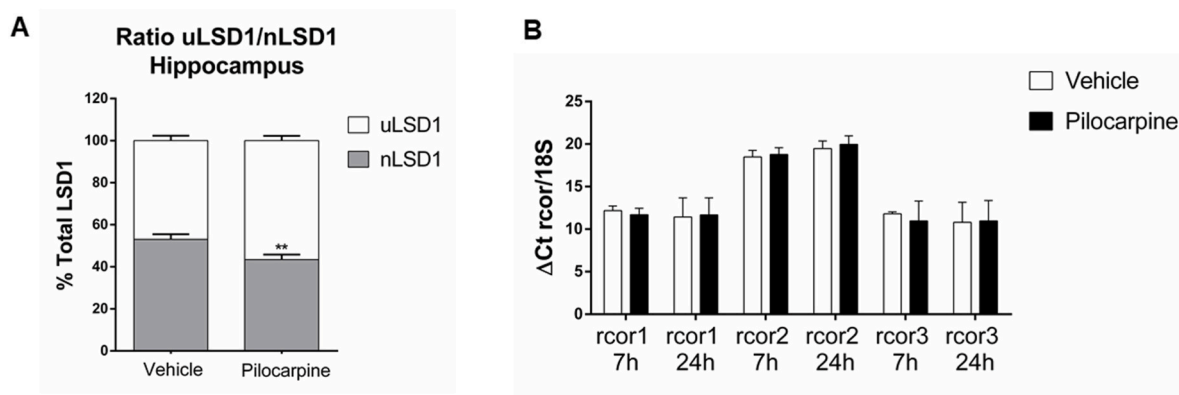 A
Ratio uLSD1/nLSD1
Hippocampus
% Total LSD1
120
100
80
60
40
20
0
**
Vehicle
Pilocarpine
uLSD1
nLSD1
B
ΔCt rcor/18S
25
20
15
10
5
0
rcor1 rcor1 rcor2 rcor2 rcor3 rcor3
7h 24h 7h 24h 7h 24h
Vehicle
Pilocarpine